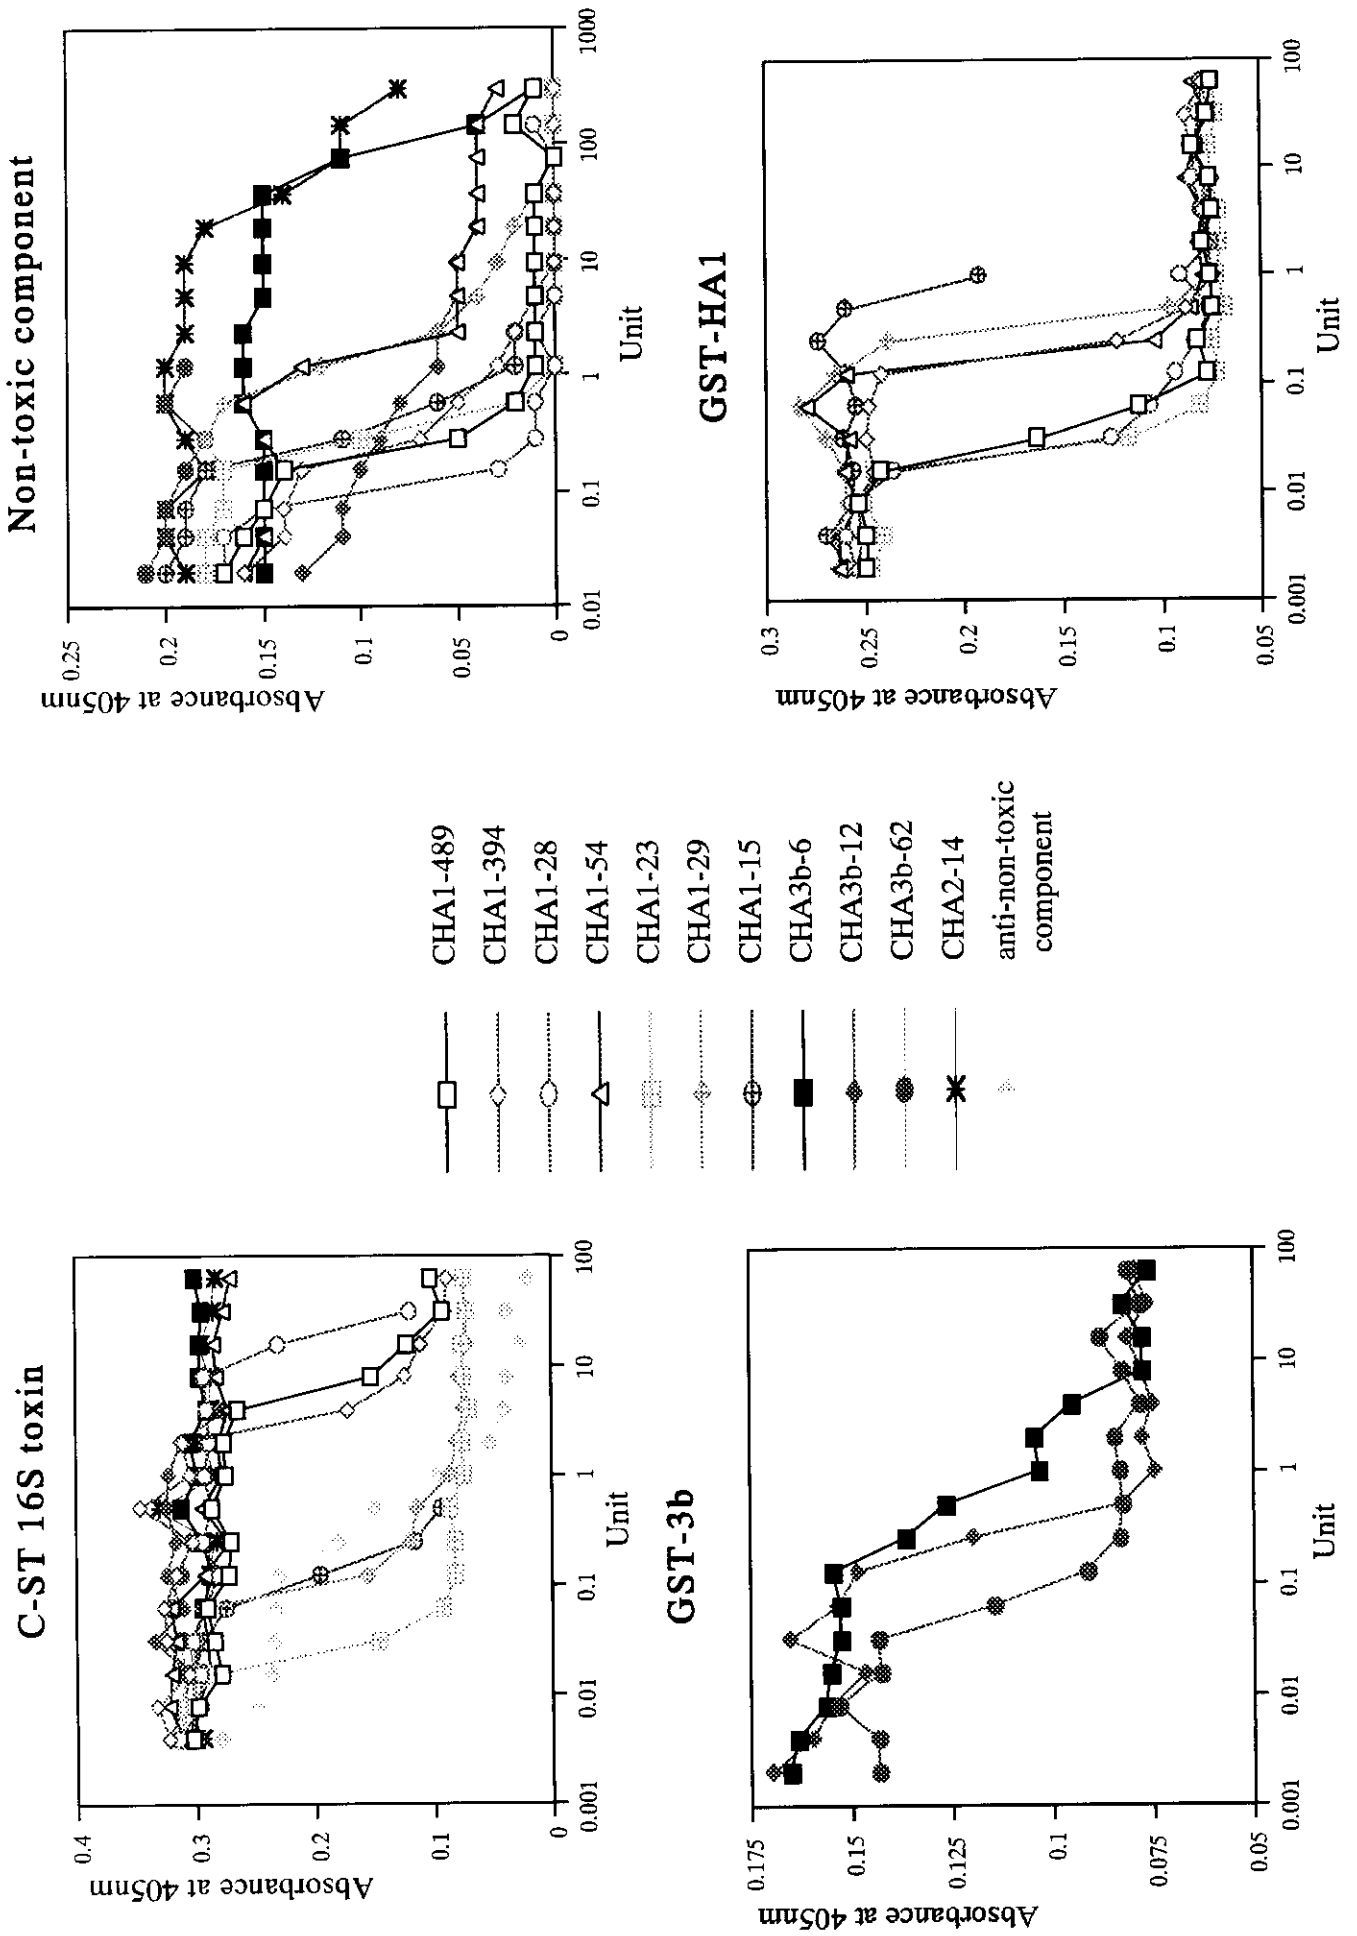 C-ST 16S toxin
Absorbance at 405nm
0.4
0.3
0.2
0.1
0
0.001
0.01
0.1
1
10
100
Unit
Non-toxic component
Absorbance at 405nm
0.25
0.2
0.15
0.1
0.05
0
0.01
0.1
1
10
100
1000
Unit
CHA1-489
CHA1-394
CHA1-28
CHA1-54
CHA1-23
CHA1-29
CHA1-15
CHA3b-6
CHA3b-12
CHA3b-62
CHA2-14
anti-non-toxic
component
GST-3b
Absorbance at 405nm
0.175
0.15
0.125
0.1
0.075
0.05
0.001
0.01
0.1
1
10
100
Unit
GST-HA1
Absorbance at 405nm
0.3
0.25
0.2
0.15
0.1
0.05
0.001
0.01
0.1
1
10
100
Unit